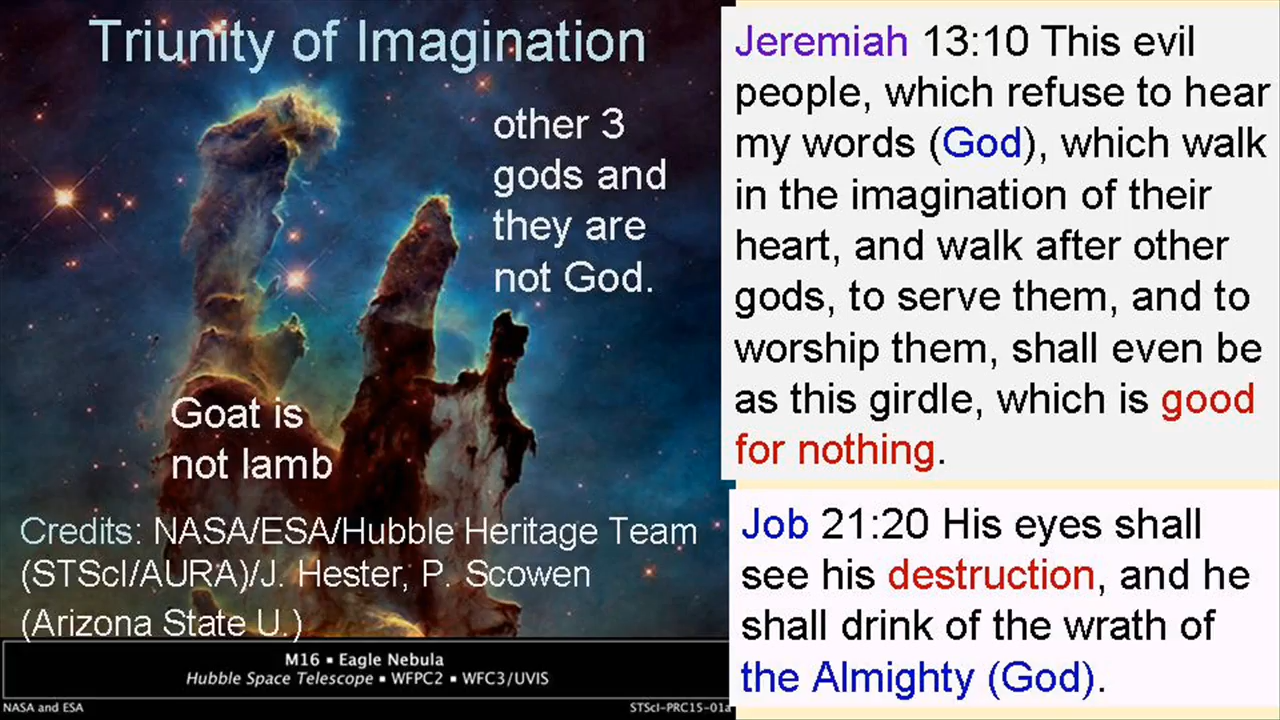 Triunity of Imagination
other 3
gods and
they are
not God.
Goat is
not lamb
Credits: NASA/ESA/Hubble Heritage Team
(STScI/AURA)/J. Hester, P. Scowen
(Arizona State U.)
M16 ▪ Eagle Nebula
Hubble Space Telescope ▪ WFPC2 ▪ WFC3/UVIS
NASA and ESA
STScI-PRC15-01a
Jeremiah 13:10 This evil
people, which refuse to hear
my words (God), which walk
in the imagination of their
heart, and walk after other
gods, to serve them, and to
worship them, shall even be
as this girdle, which is good
for nothing.
Job 21:20 His eyes shall
see his destruction, and he
shall drink of the wrath of
the Almighty (God).